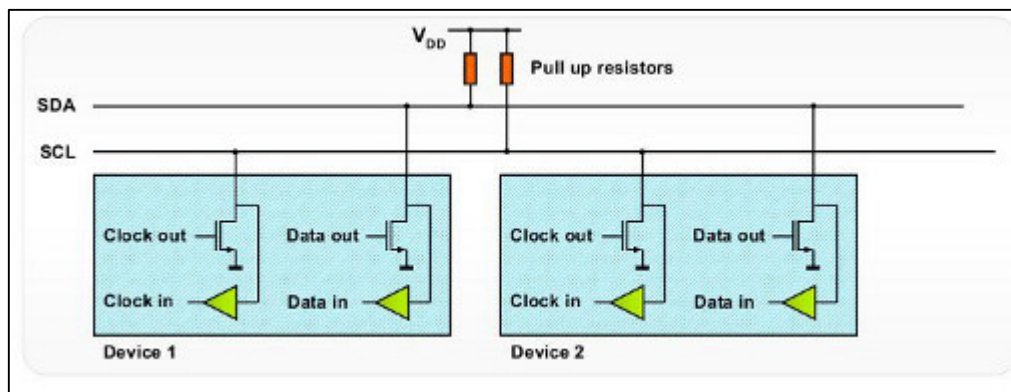 VDD
Pull up resistors
SDA
SCL
Clock out
Data out
Clock out
Data out
Clock in
Data in
Clock in
Data in
Device 1
Device 2